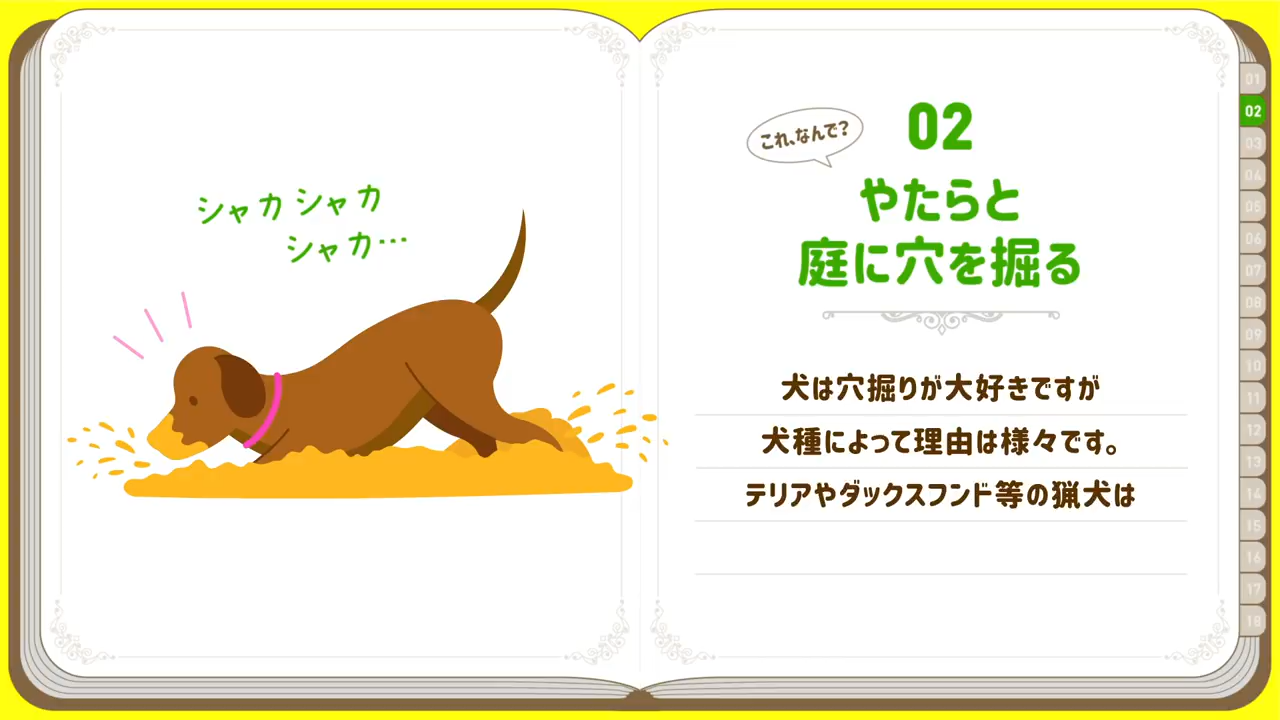 シャカ シャカ
シャカ…
これ、なんで?
02
やたらと
庭に穴を掘る
犬は穴掘りが大好きですが
犬種によって理由は様々です。
テリアやダックスフンド等の猟犬は
01
02
03
04
05
06
07
08
09
10
11
12
13
14
15
16
17
18